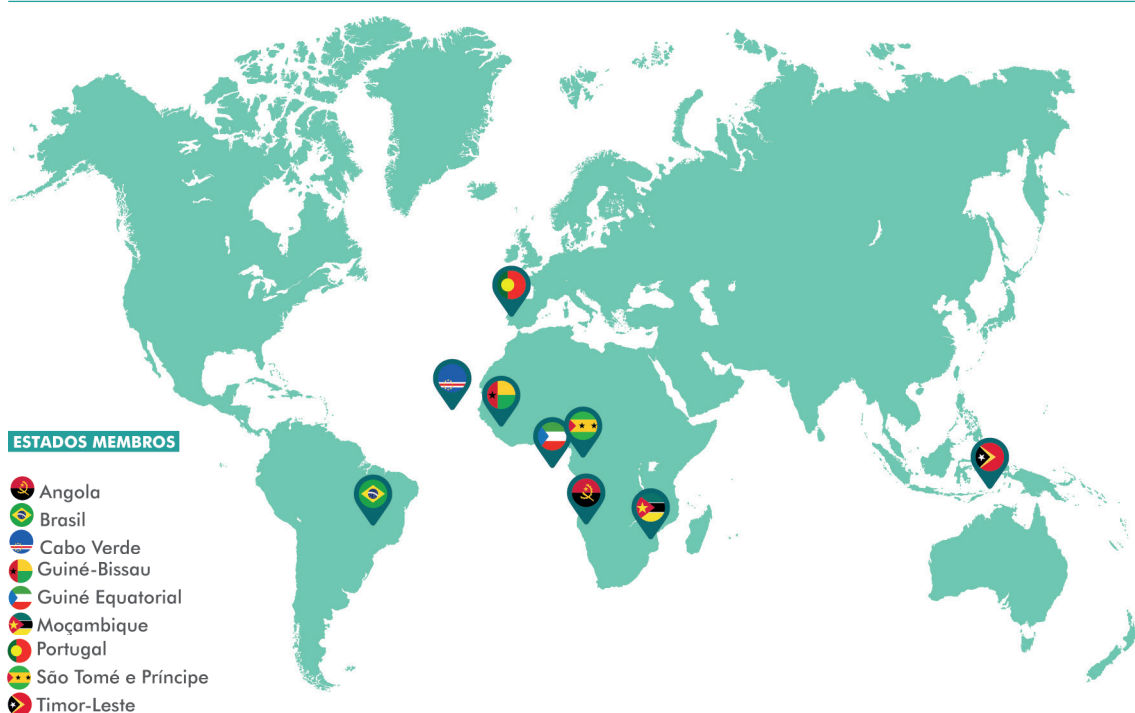 ESTADOS MEMBROS
Angola
Brasil
Cabo Verde
Guiné-Bissau
Guiné Equatorial
Moçambique
Portugal
São Tomé e Príncipe
Timor-Leste